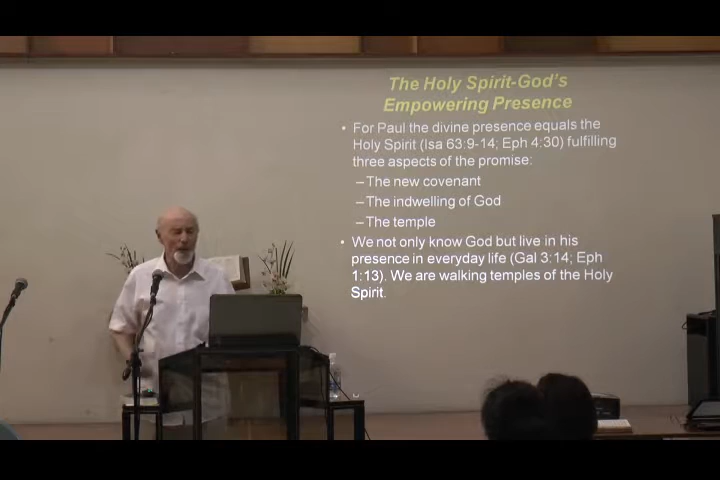 The Holy Spirit-God's
Empowering Presence
• For Paul the divine presence equals the
Holy Spirit (Isa 63:9-14; Eph 4:30) fulfilling
three aspects of the promise:
–The new covenant
–The indwelling of God
–The temple
• We not only know God but live in his
presence in everyday life (Gal 3:14; Eph
1:13). We are walking temples of the Holy
Spirit.